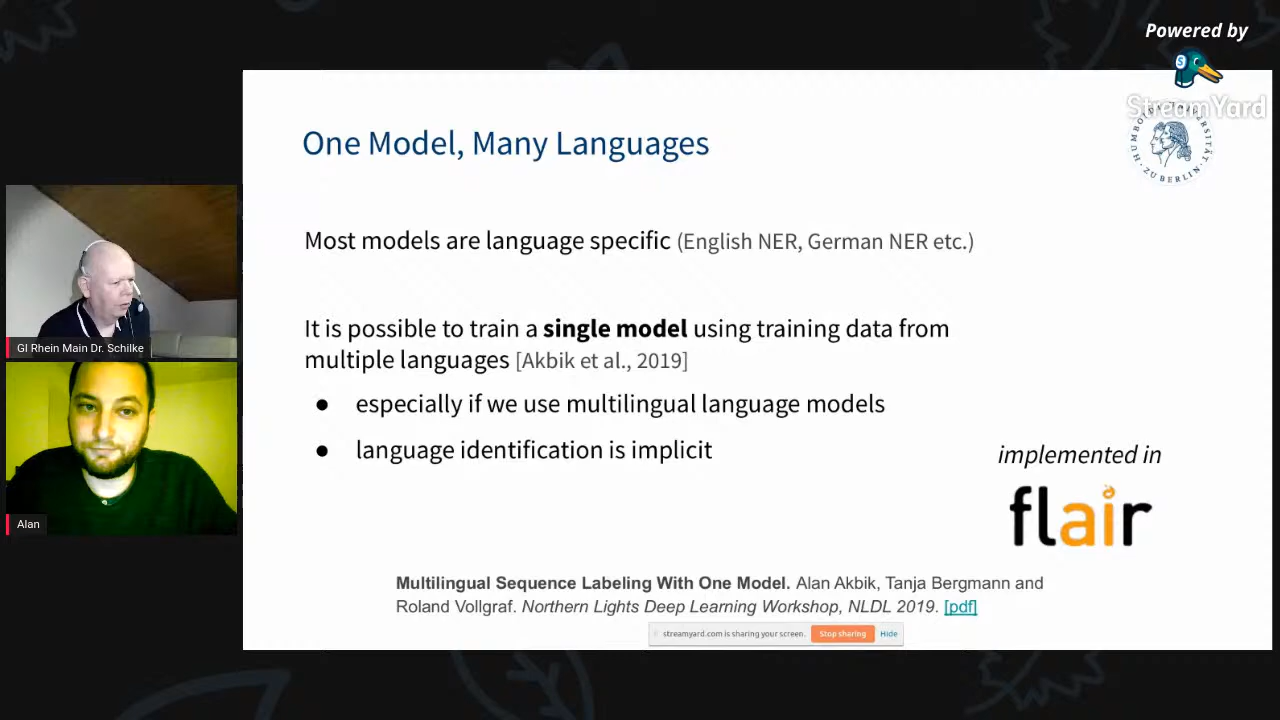 Powered by
StreamYard
HUMBOLDT-UNIVERSITÄT
ZU BERLIN
One Model, Many Languages
Most models are language specific (English NER, German NER etc.)
It is possible to train a single model using training data from
multiple languages [Akbik et al., 2019]
● especially if we use multilingual language models
● language identification is implicit
implemented in
flair
Multilingual Sequence Labeling With One Model. Alan Akbik, Tanja Bergmann and
Roland Vollgraf. Northern Lights Deep Learning Workshop, NLDL 2019. [pdf]
streamyard.com is sharing your screen. Stop sharing Hide
GI Rhein Main Dr. Schilke
Alan